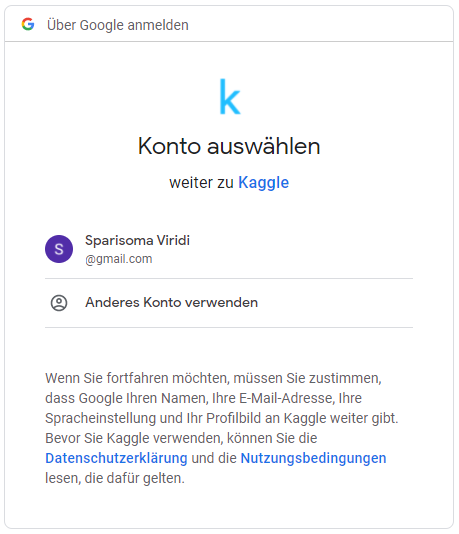 Über Google anmelden
k
Konto auswählen
weiter zu Kaggle
S
Sparisoma Viridi
@gmail.com
Anderes Konto verwenden
Wenn Sie fortfahren möchten, müssen Sie zustimmen,
dass Google Ihren Namen, Ihre E-Mail-Adresse, Ihre
Spracheinstellung und Ihr Profilbild an Kaggle weiter gibt.
Bevor Sie Kaggle verwenden, können Sie die
Datenschutzerklärung und die Nutzungsbedingungen
lesen, die dafür gelten.